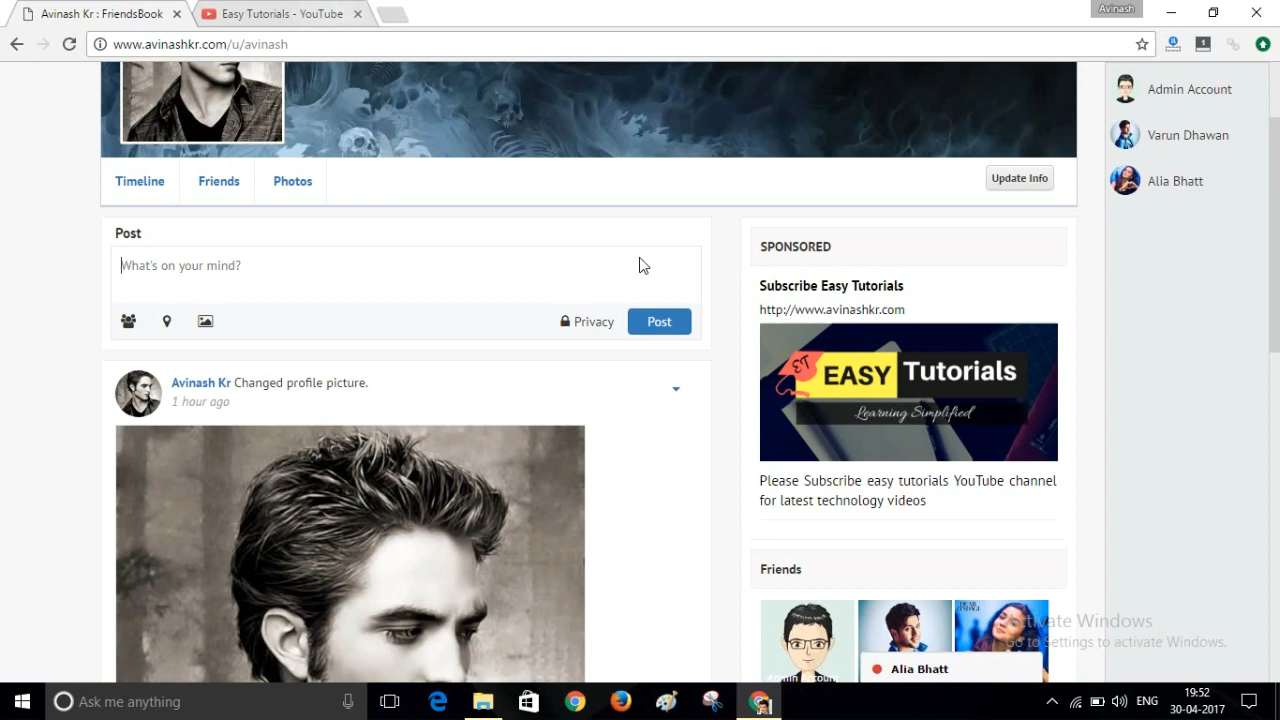 Avinash Kr : FriendsBook
Easy Tutorials - YouTube
Avinash
www.avinashkr.com/u/avinash
1
Admin Account
Varun Dhawan
Alia Bhatt
Timeline
Friends
Photos
Update Info
Post
What's on your mind?
Privacy
Post
Avinash Kr Changed profile picture.
1 hour ago
SPONSORED
Subscribe Easy Tutorials
http://www.avinashkr.com
ET
EASY Tutorials
Learning Simplified
Please Subscribe easy tutorials YouTube channel
for latest technology videos
Friends
Admin Account
Alia Bhatt
Activate Windows
Go to Settings to activate Windows.
Ask me anything
ENG
19:52
30-04-2017